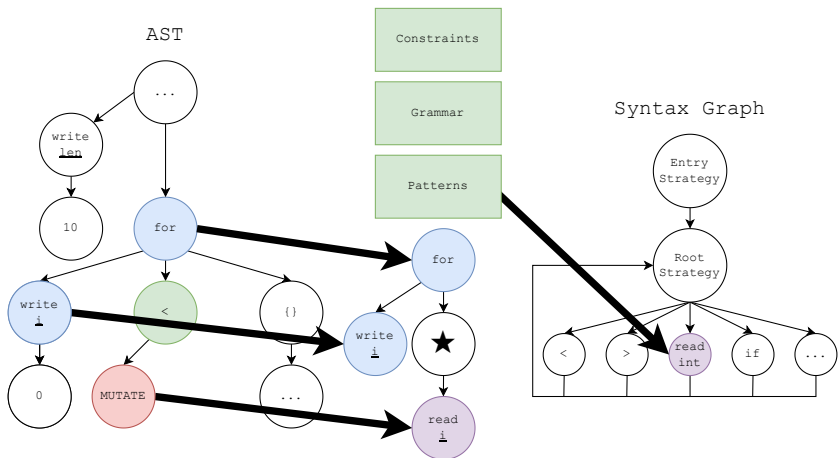 AST
...
write
len
10
for
write
i
<
{}
0
MUTATE
...
Constraints
Grammar
Patterns
for
write
i
★
read
i
Syntax Graph
Entry
Strategy
Root
Strategy
<
>
read
int
if
...